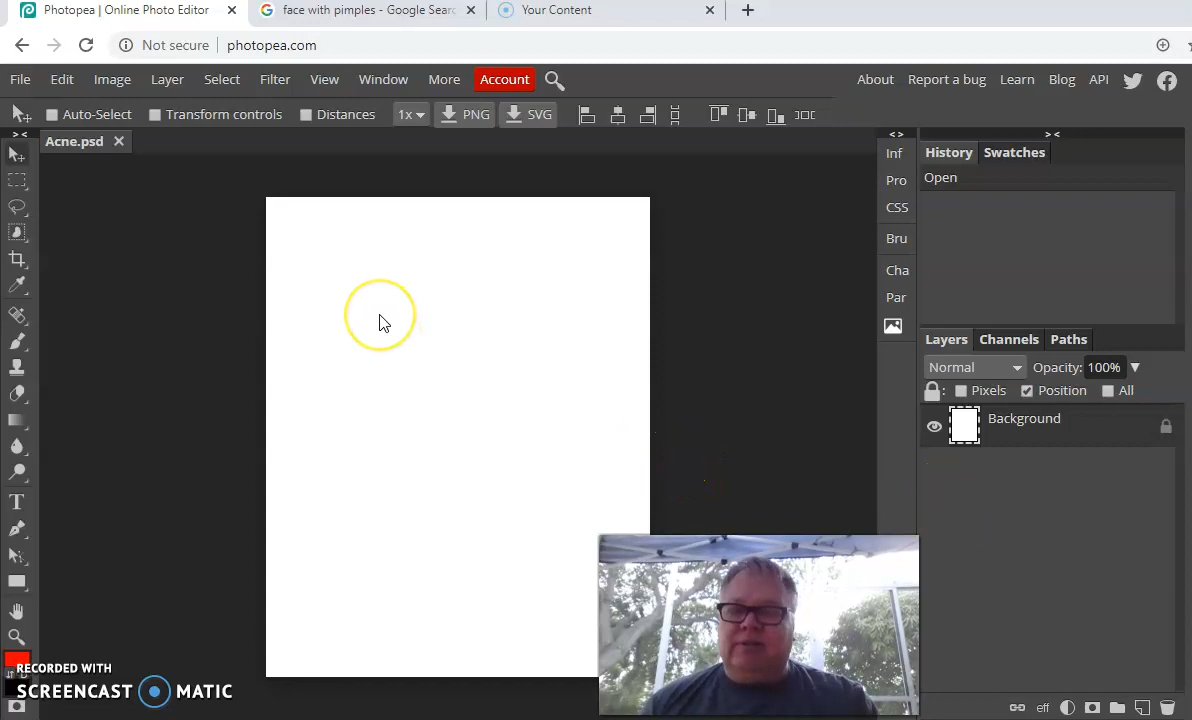 Photopea | Online Photo Editor
face with pimples - Google Searc
Your Content
Not secure
photopea.com
File Edit Image Layer Select Filter View Window More Account
About Report a bug Learn Blog API
Auto-Select Transform controls Distances 1x PNG SVG
Acne.psd
Inf
Pro
CSS
Bru
Cha
Par
History Swatches
Open
Layers Channels Paths
Normal Opacity: 100%
: Pixels Position All
Background
eff
T
D
RECORDED WITH
SCREENCAST MATIC